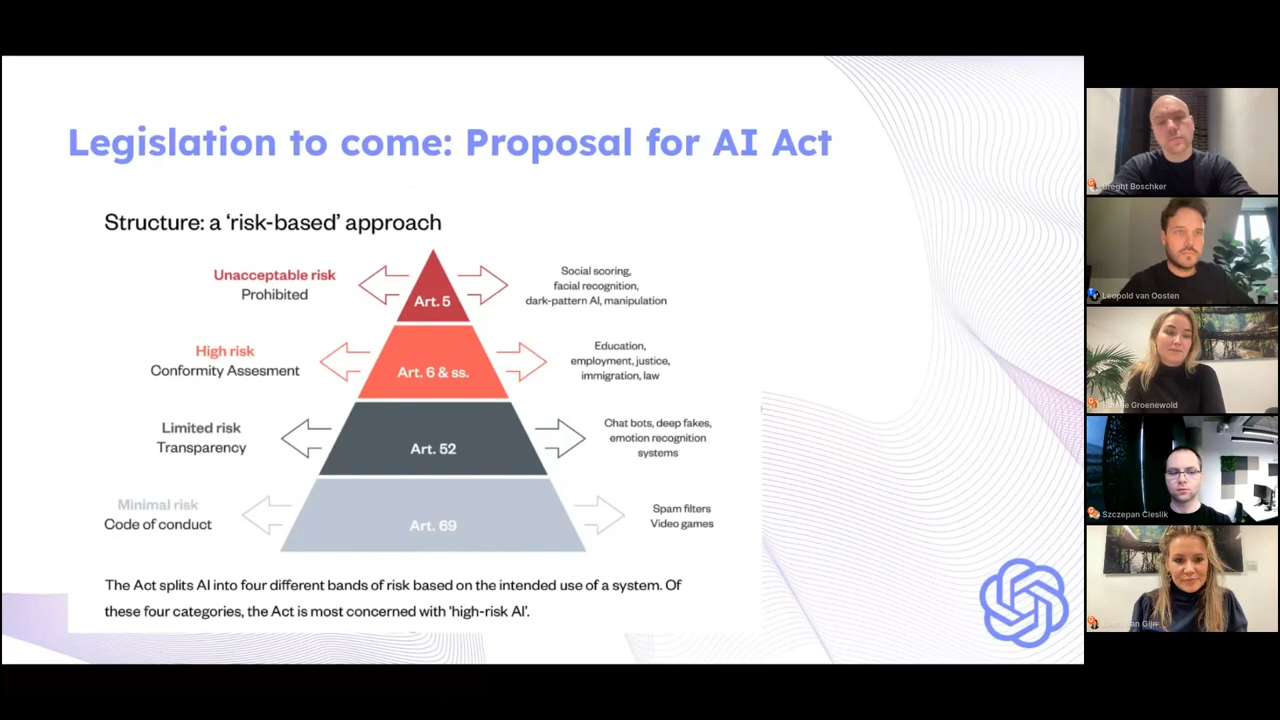 Legislation to come: Proposal for AI Act
Structure: a ‘risk-based’ approach
Unacceptable risk
Prohibited
Art. 5
Social scoring,
facial recognition,
dark-pattern AI, manipulation
High risk
Conformity Assesment
Art. 6 & ss.
Education,
employment, justice,
immigration, law
Limited risk
Transparency
Art. 52
Chat bots, deep fakes,
emotion recognition
systems
Minimal risk
Code of conduct
Art. 69
Spam filters
Video games
The Act splits AI into four different bands of risk based on the intended use of a system. Of
these four categories, the Act is most concerned with ‘high-risk AI’.
Boschker
Leopold van Oosten
Groenewold
Szczepan Cieslik
van Gijn